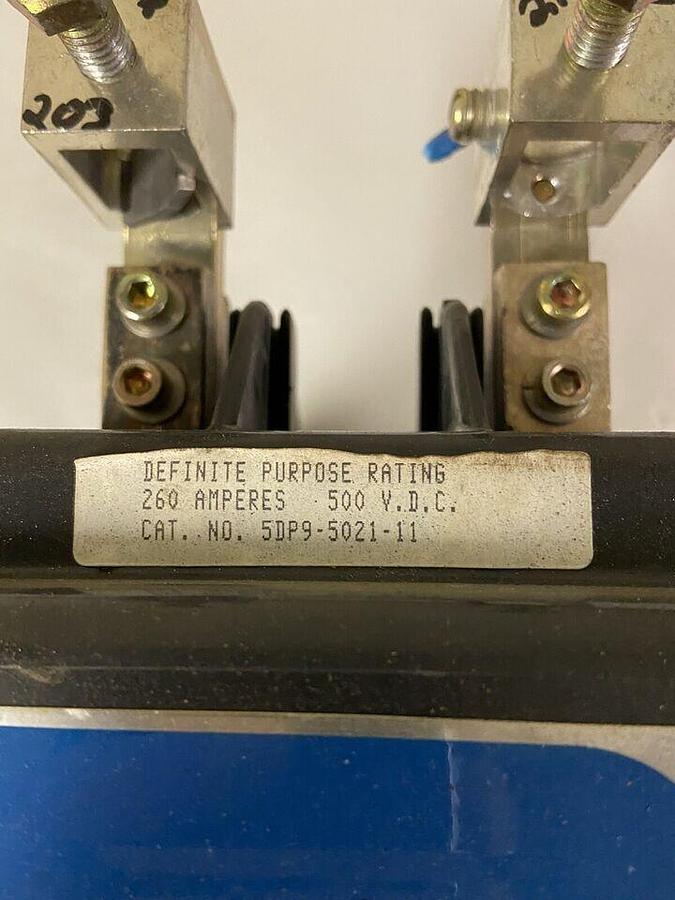 203
DEFINITE PURPOSE RATING
260 AMPERES 500 V.D.C.
CAT. NO. 5DP9-5021-11